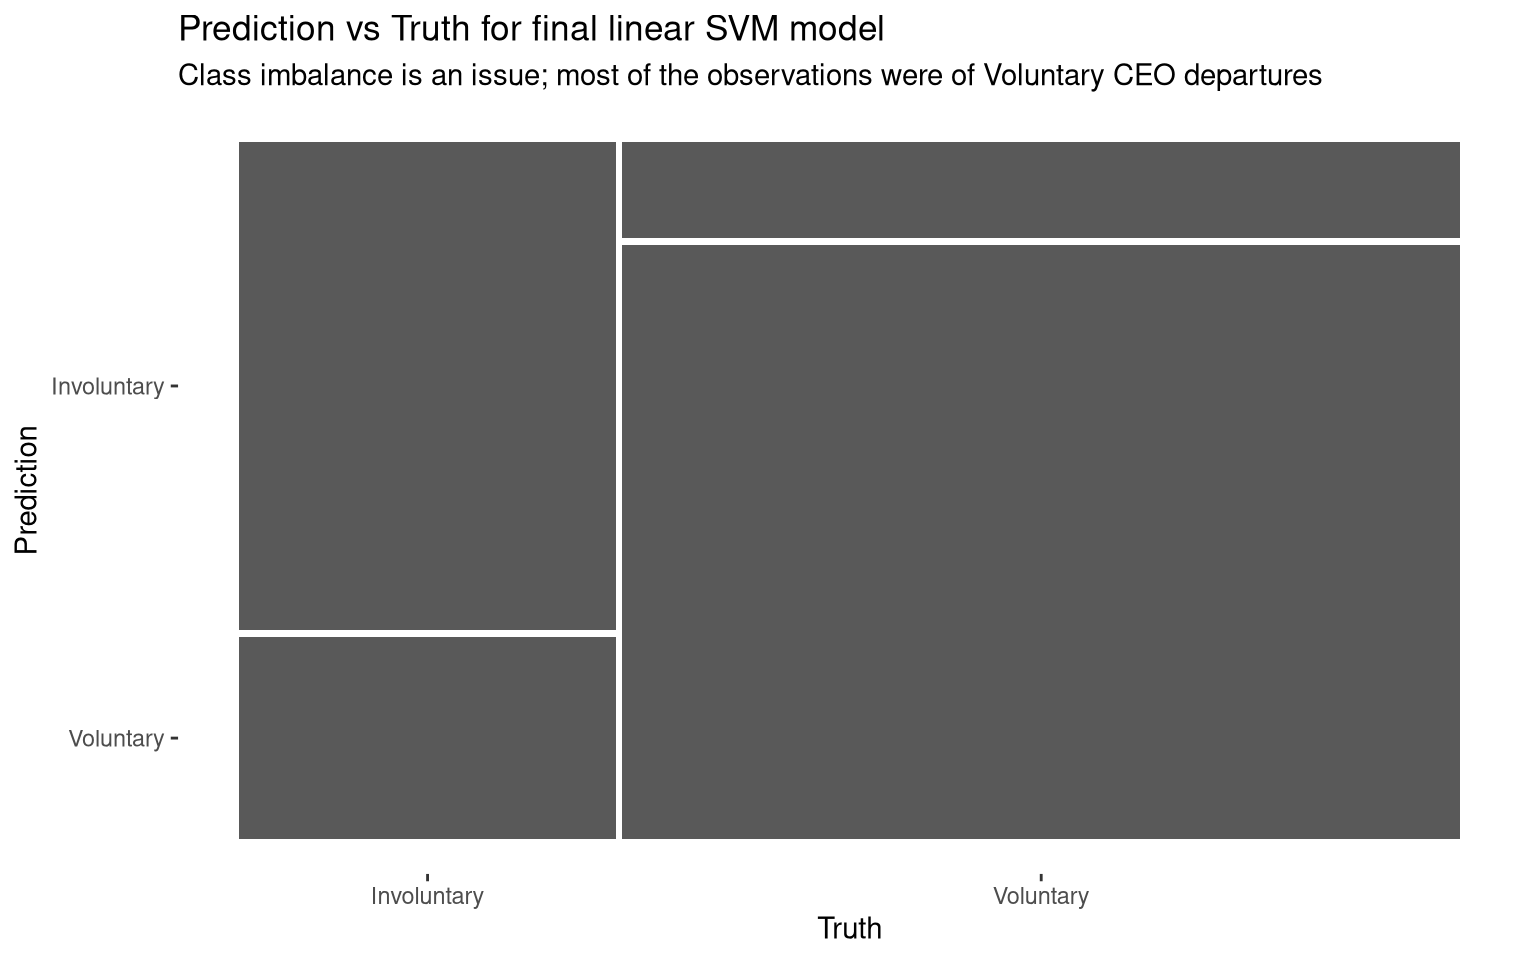 Prediction vs Truth for final linear SVM model
Class imbalance is an issue; most of the observations were of Voluntary CEO departures
Involuntary
Prediction
Voluntary
Involuntary
Voluntary
Truth